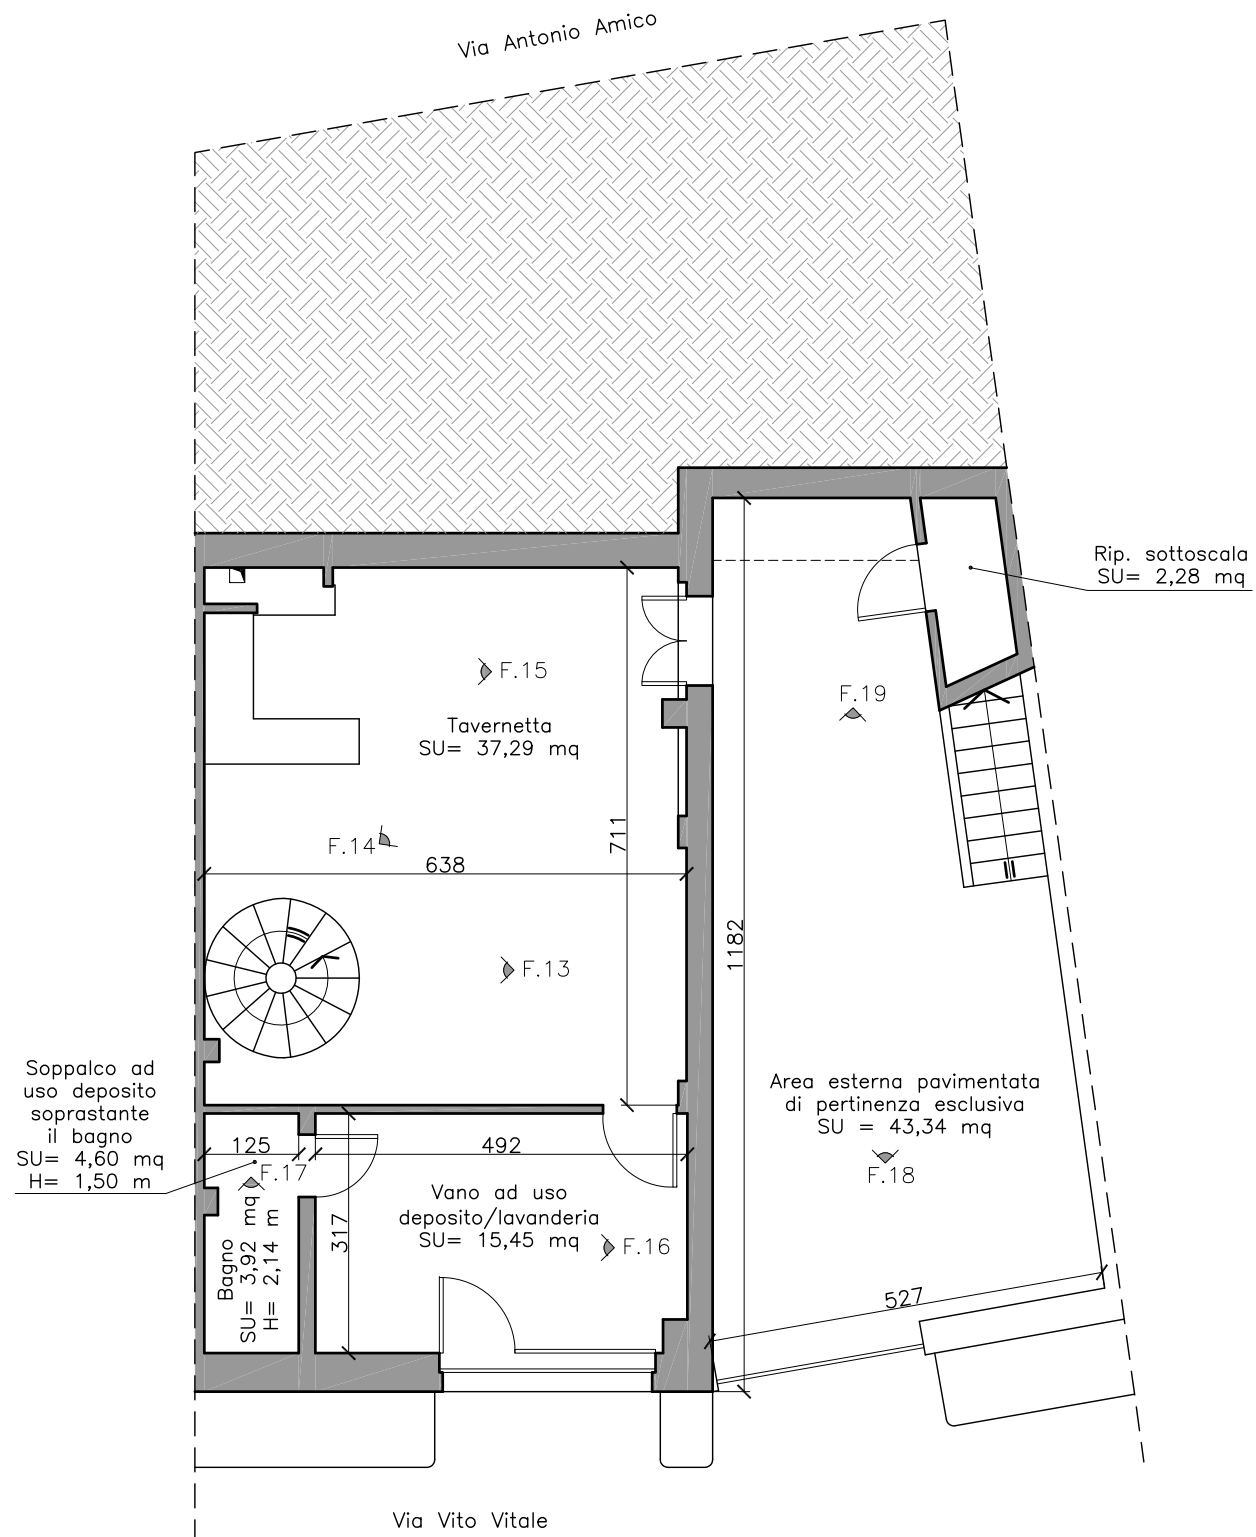 Via Antonio Amico
Rip. sottoscala
SU= 2,28 mq
F.15
F.19
Tavernetta
SU= 37,29 mq
F.14
711
638
1182
F.13
Soppalco ad
uso deposito
soprastante
il bagno
SU= 4,60 mq
H= 1,50 m
Area esterna pavimentata
di pertinenza esclusiva
SU = 43,34 mq
F.18
125
492
F.17
Vano ad uso
deposito/lavanderia
SU= 15,45 mq
317
F.16
Bagno
SU= 3,92 mq
H= 2,14 m
527
Via Vito Vitale